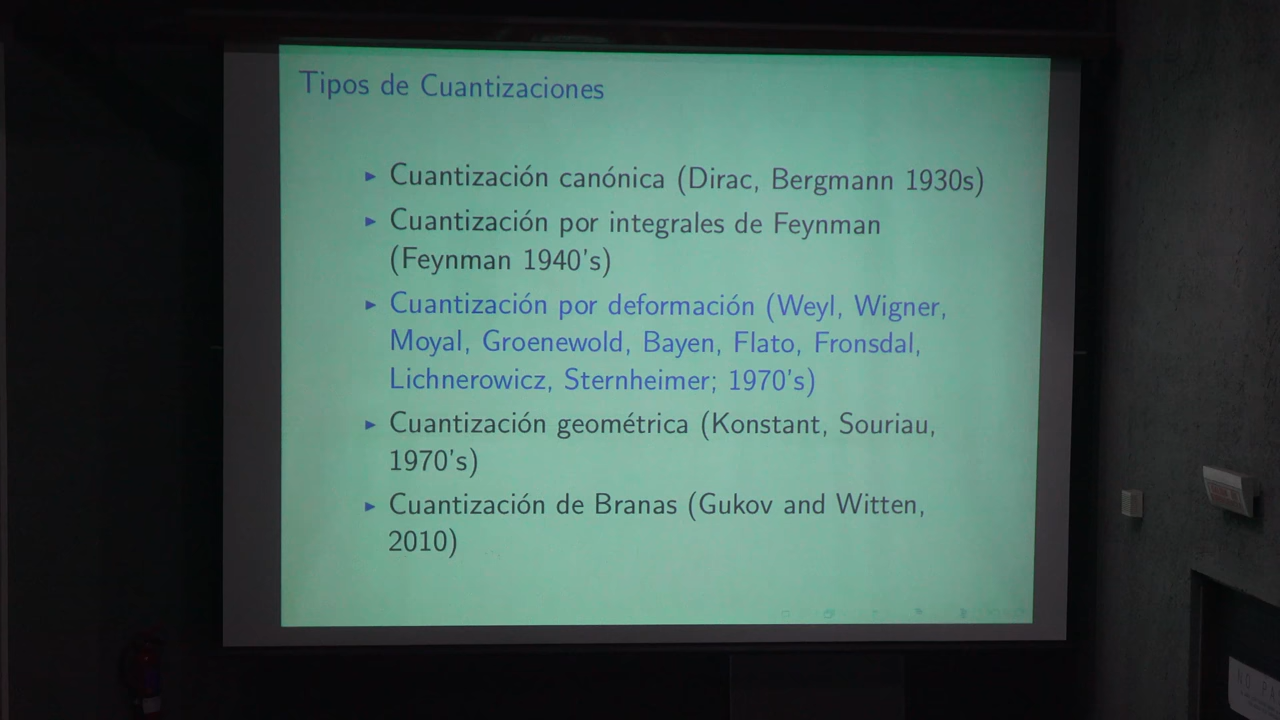 Tipos de Cuantizaciones
Cuantización canónica (Dirac, Bergmann 1930s)
Cuantización por integrales de Feynman
(Feynman 1940's)
Cuantización por deformación (Weyl, Wigner,
Moyal, Groenewold, Bayen, Flato, Fronsdal,
Lichnerowicz, Sternheimer; 1970's)
Cuantización geométrica (Konstant, Souriau,
1970's)
Cuantización de Branas (Gukov and Witten,
2010)